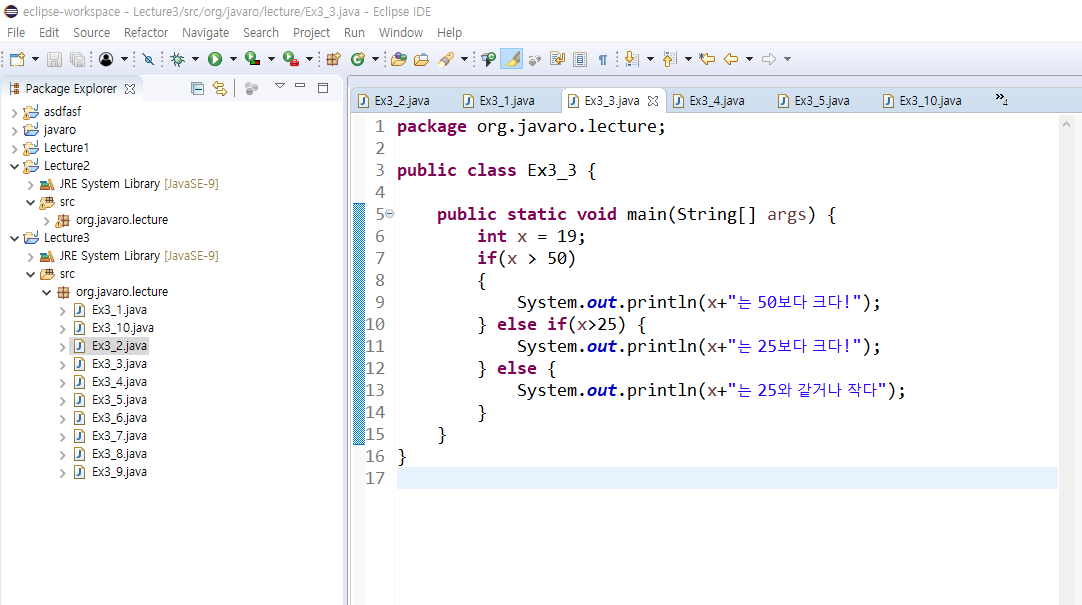 eclipse-workspace - Lecture3/src/org/javaro/lecture/Ex3_3.java - Eclipse IDE
File Edit Source Refactor Navigate Search Project Run Window Help
Package Explorer
asdfasf
javaro
Lecture1
Lecture2
JRE System Library [JavaSE-9]
src
org.javaro.lecture
Lecture3
JRE System Library [JavaSE-9]
src
org.javaro.lecture
Ex3_1.java
Ex3_10.java
Ex3_2.java
Ex3_3.java
Ex3_4.java
Ex3_5.java
Ex3_6.java
Ex3_7.java
Ex3_8.java
Ex3_9.java
Ex3_2.java Ex3_1.java Ex3_3.java Ex3_4.java Ex3_5.java Ex3_10.java »4
1 package org.javaro.lecture;
2
3 public class Ex3_3 {
4
5 public static void main(String[] args) {
6 int x = 19;
7 if(x > 50)
8 {
9 System.out.println(x+"는 50보다 크다!");
10 } else if(x>25) {
11 System.out.println(x+"는 25보다 크다!");
12 } else {
13 System.out.println(x+"는 25와 같거나 작다");
14 }
15 }
16 }
17